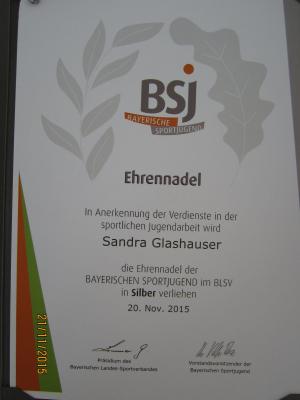 BSj
BAYERISCHE
SPORTJUGEND
Ehrennadel
In Anerkennung der Verdienste in der
sportlichen Jugendarbeit wird
Sandra Glashauser
die Ehrennadel der
BAYERISCHEN SPORTJUGEND im BLSV
in Silber verliehen
20. Nov. 2015
Präsidium des
Bayerischen Landes-Sportverbandes
Vorstandsvorsitzender der
Bayerischen Sportjugend
21/11/2015